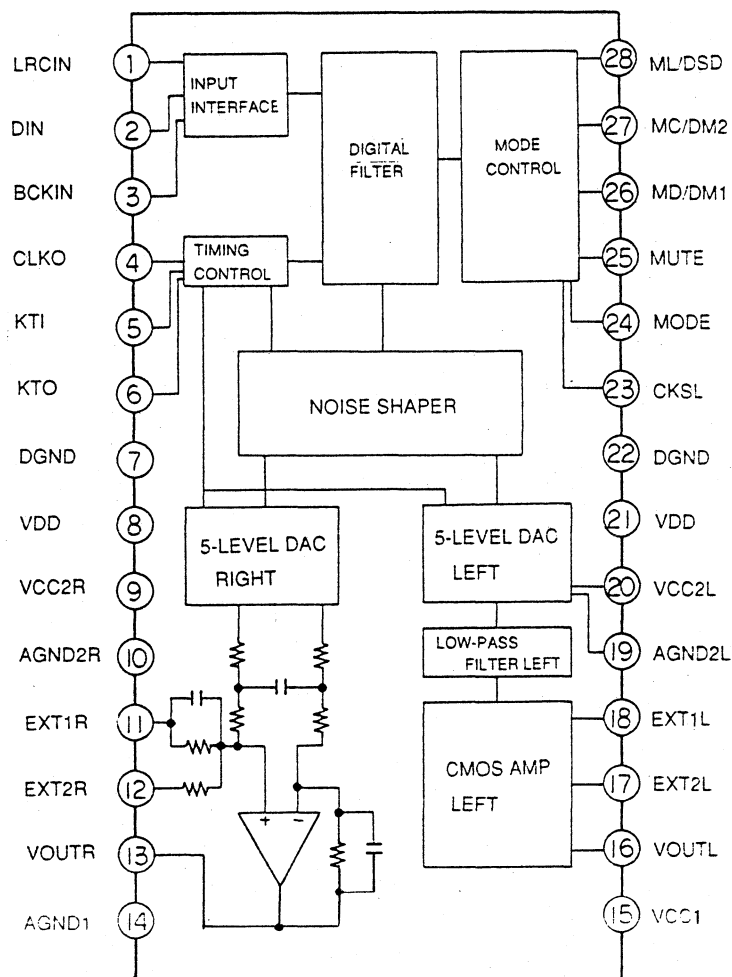 LRCIN 1
DIN 2
BCKIN 3
CLKO 4
KTI 5
KTO 6
DGND 7
VDD 8
VCC2R 9
AGND2R 10
EXT1R 11
EXT2R 12
VOUTR 13
AGND1 14
INPUT
INTERFACE
TIMING
CONTROL
DIGITAL
FILTER
MODE
CONTROL
NOISE SHAPER
5-LEVEL DAC
RIGHT
5-LEVEL DAC
LEFT
LOW-PASS
FILTER LEFT
CMOS AMP
LEFT
+ −
28 ML/DSD
27 MC/DM2
26 MD/DM1
25 MUTE
24 MODE
23 CKSL
22 DGND
21 VDD
20 VCC2L
19 AGND2L
18 EXT1L
17 EXT2L
16 VOUTL
15 VCC1